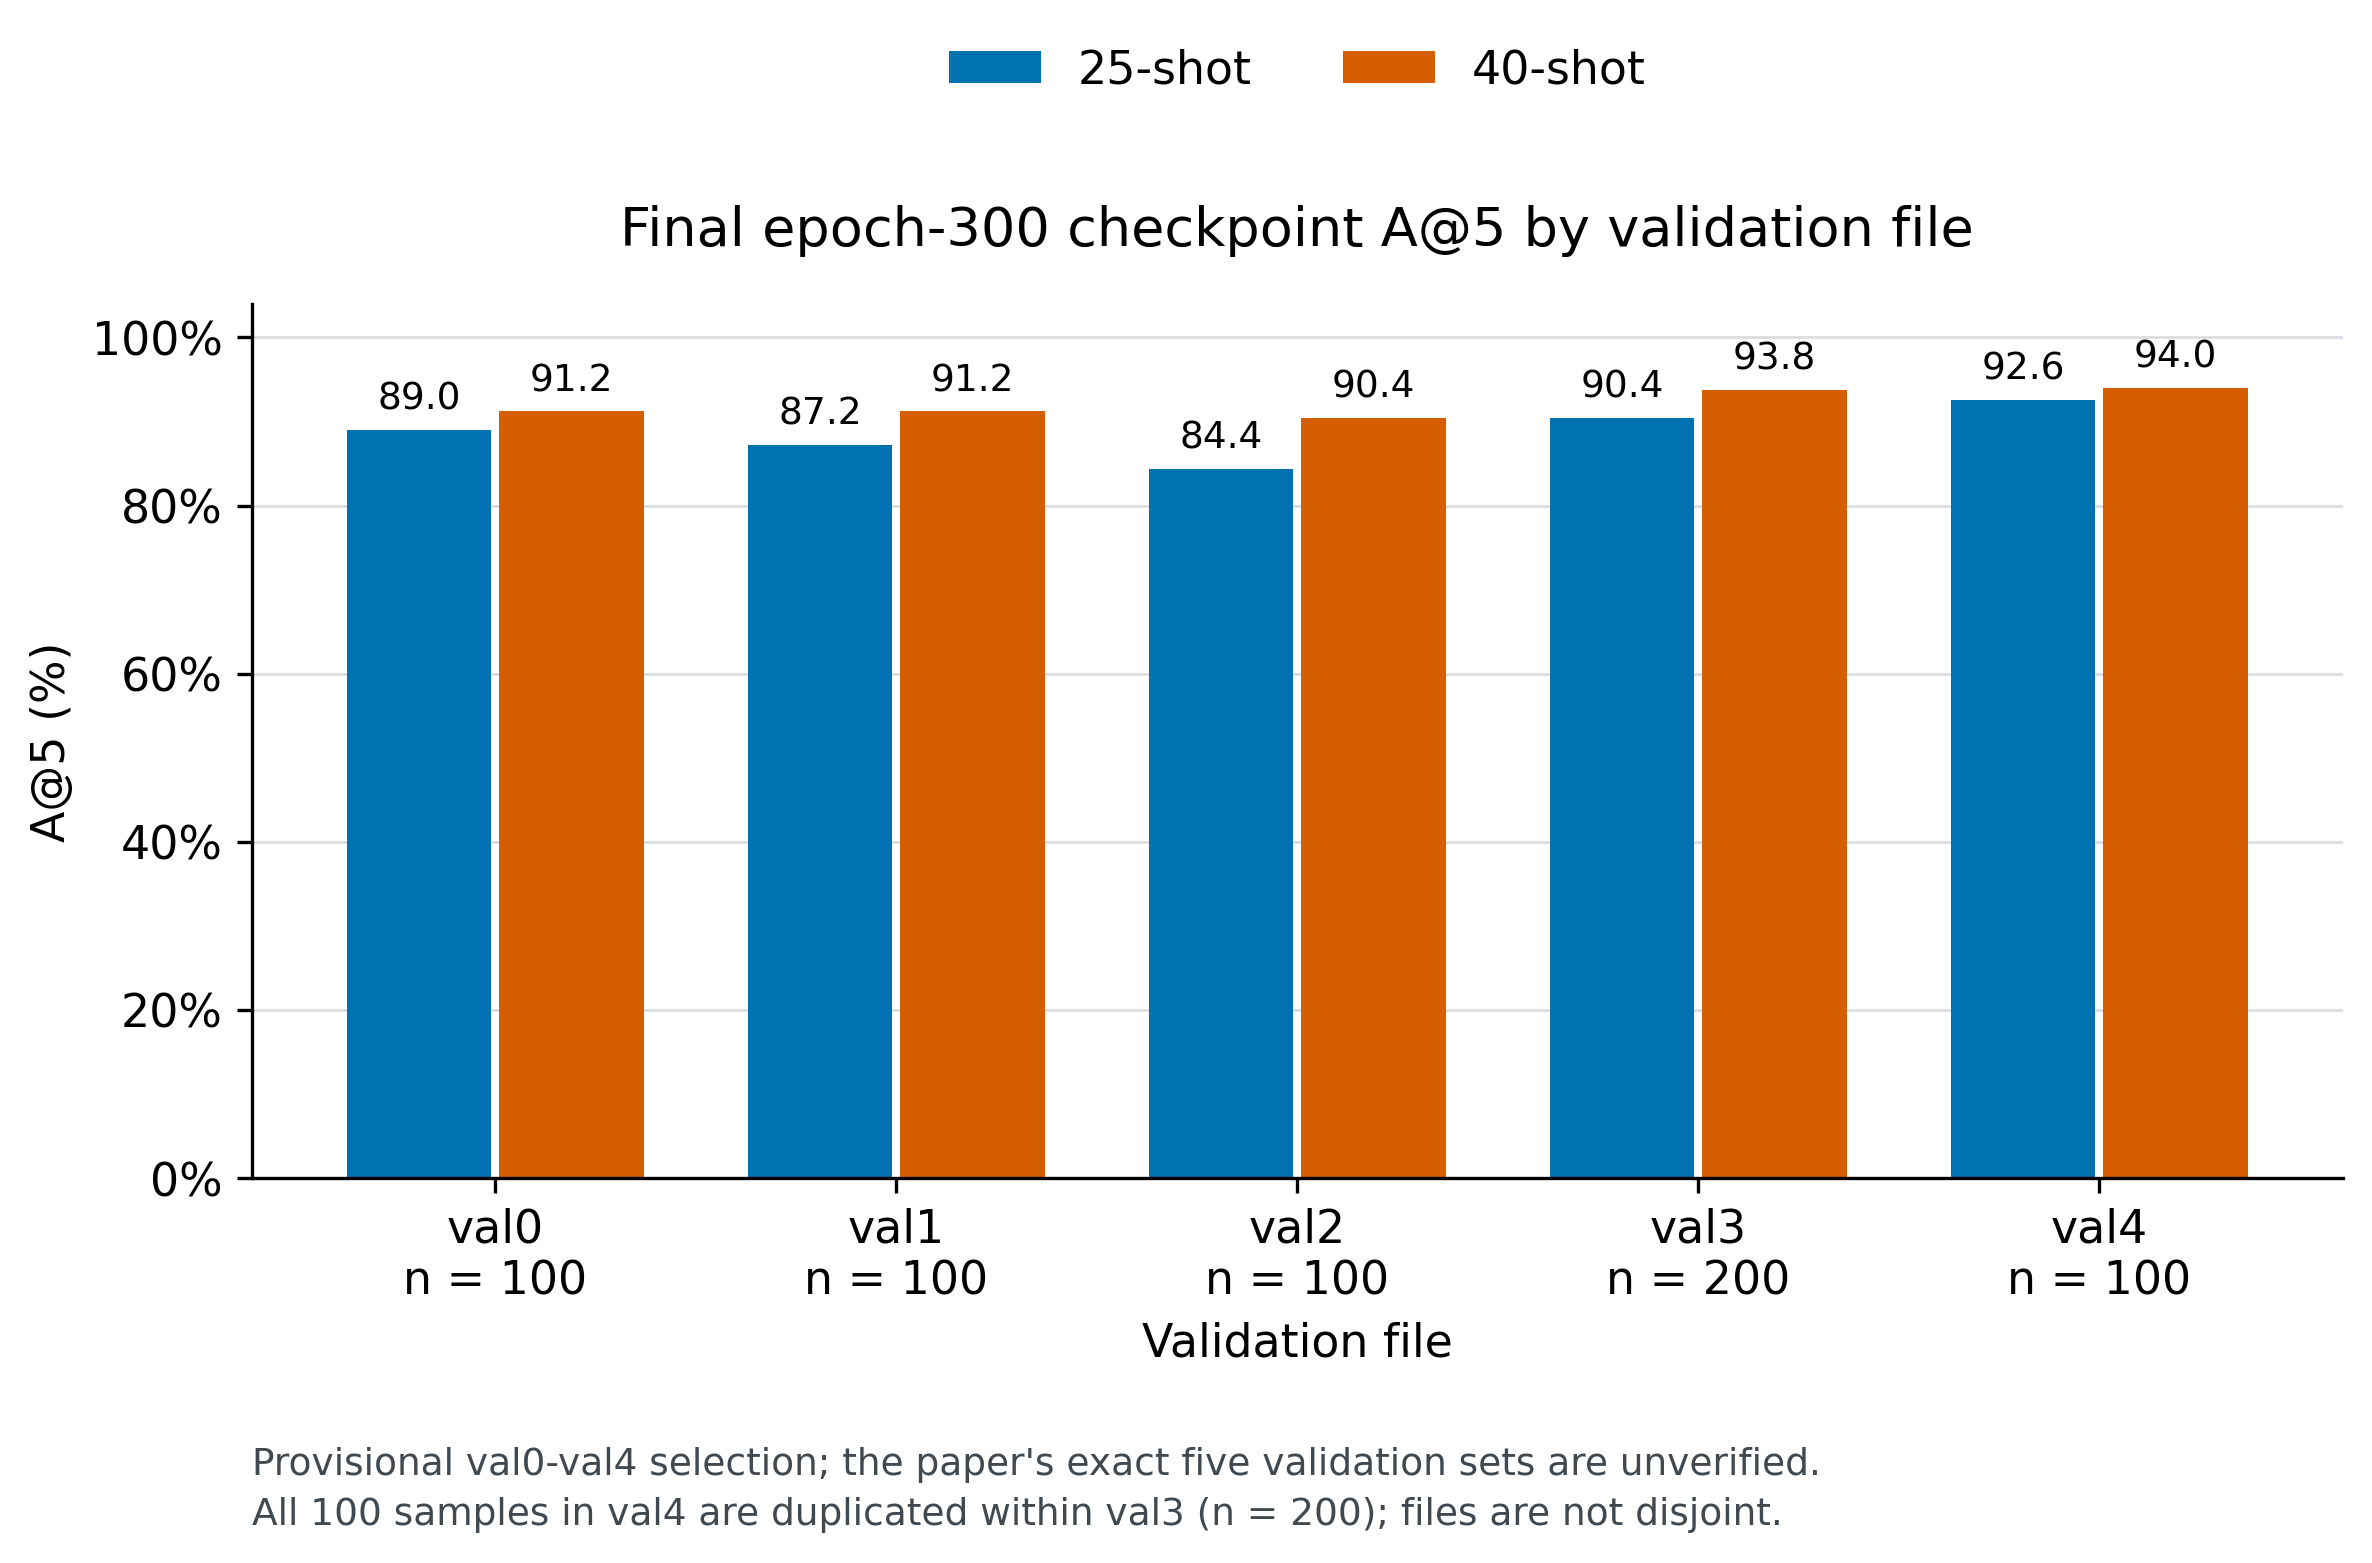 25-shot 40-shot
Final epoch-300 checkpoint A@5 by validation file
A@5 (%)
100%
80%
60%
40%
20%
0%
89.0 91.2 87.2 91.2 84.4 90.4 90.4 93.8 92.6 94.0
val0 val1 val2 val3 val4
n = 100 n = 100 n = 100 n = 200 n = 100
Validation file
Provisional val0-val4 selection; the paper's exact five validation sets are unverified.
All 100 samples in val4 are duplicated within val3 (n = 200); files are not disjoint.